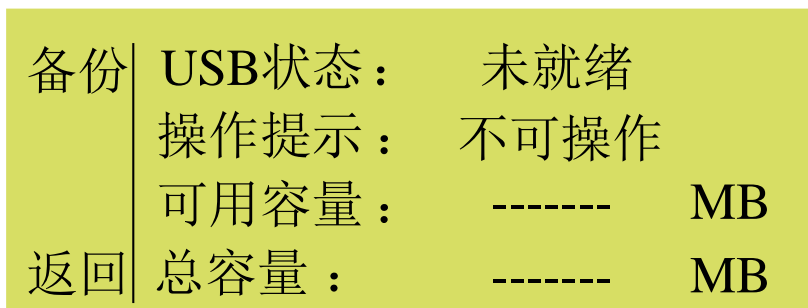 备份 USB状态： 未就绪
操作提示： 不可操作
可用容量： ------- MB
返回 总容量： ------- MB